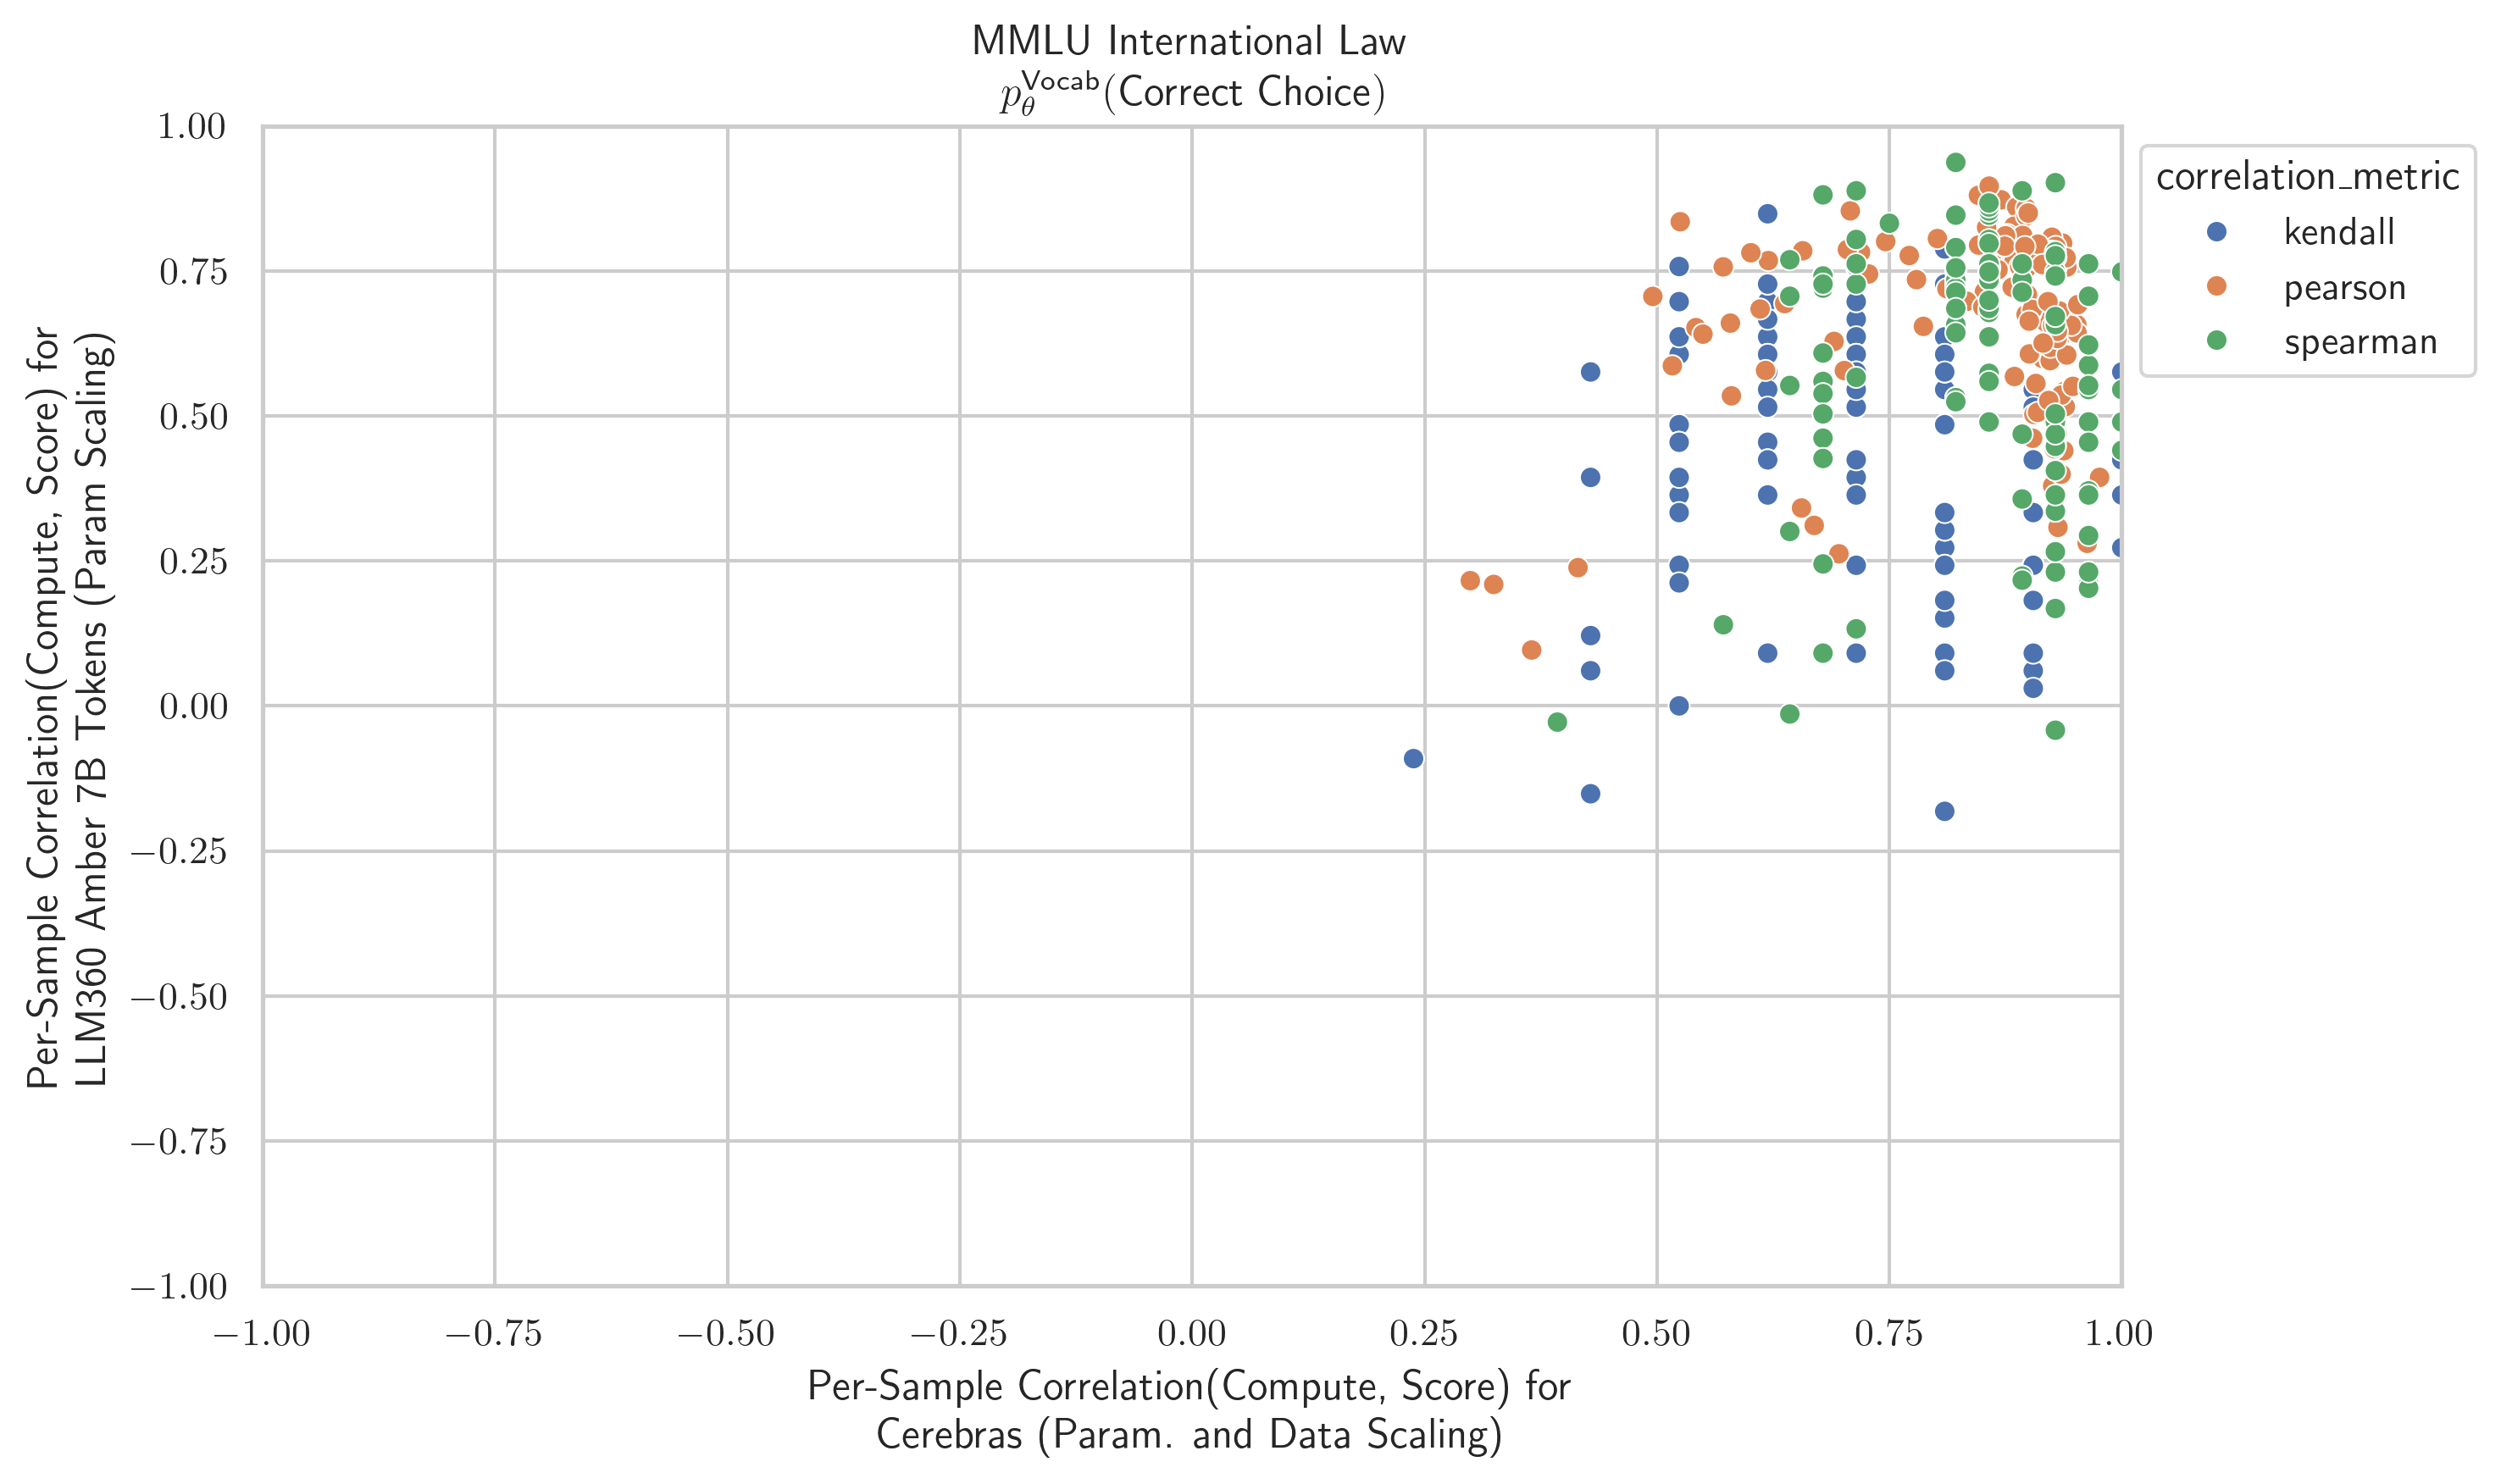 MMLU International Law
p_θ^Vocab(Correct Choice)
1.00
0.75
0.50
0.25
0.00
−0.25
−0.50
−0.75
−1.00
Per-Sample Correlation(Compute, Score) for
LLM360 Amber 7B Tokens (Param Scaling)
correlation_metric
kendall
pearson
spearman
−1.00 −0.75 −0.50 −0.25 0.00 0.25 0.50 0.75 1.00
Per-Sample Correlation(Compute, Score) for
Cerebras (Param. and Data Scaling)